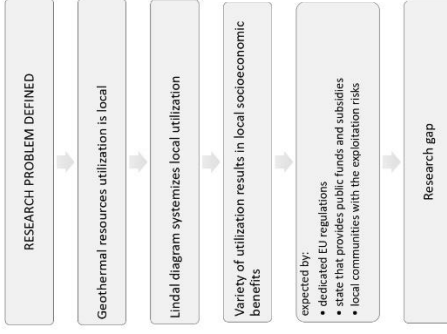 RESEARCH PROBLEM DEFINED
Geothermal resources utilization is local
Lindal diagram systemizes local utilization
Variety of utilization results in local socioeconomic
benefits
expected by:
• dedicated EU regulations
• state that provides public funds and subsidies
• local communities with the exploitation risks
Research gap